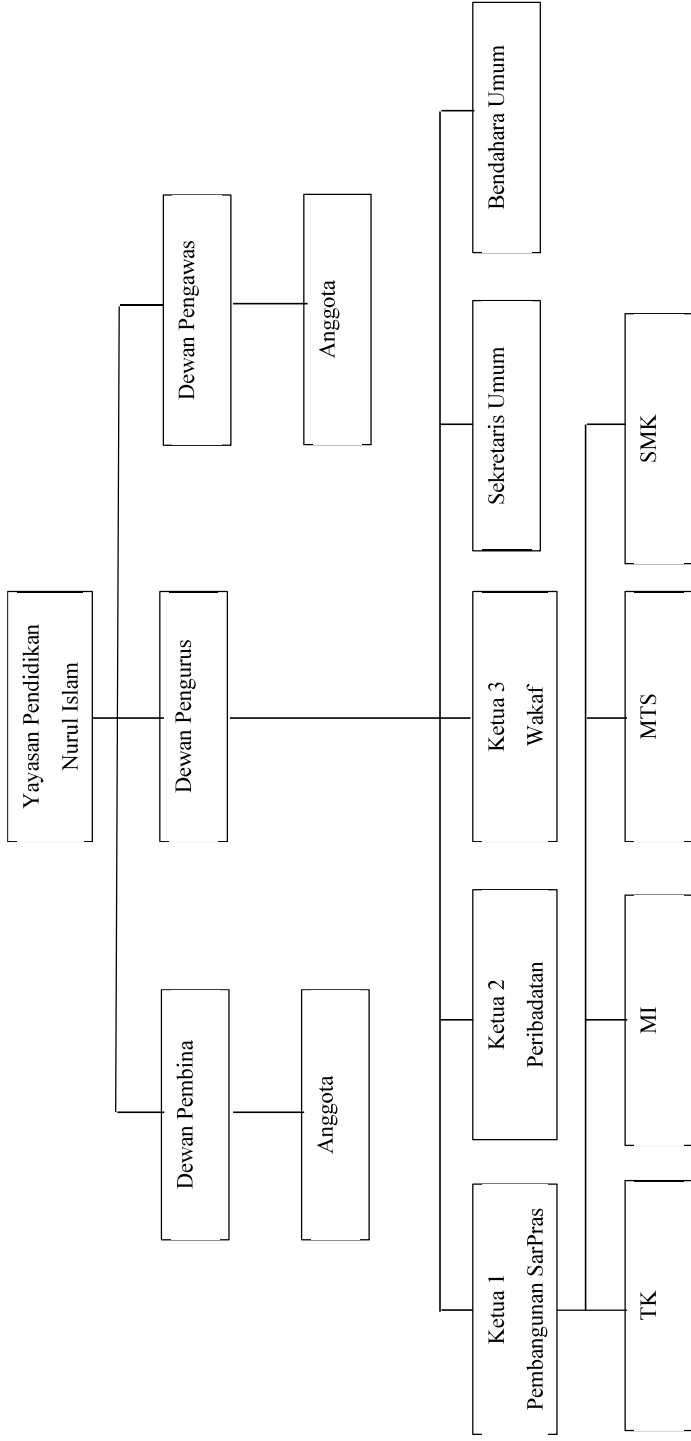 Yayasan Pendidikan
Nurul Islam
Dewan Pembina
Dewan Pengurus
Dewan Pengawas
Anggota
Anggota
Ketua 1
Pembangunan SarPras
Ketua 2
Peribadatan
Ketua 3
Wakaf
Sekretaris Umum
Bendahara Umum
TK
MI
MTS
SMK